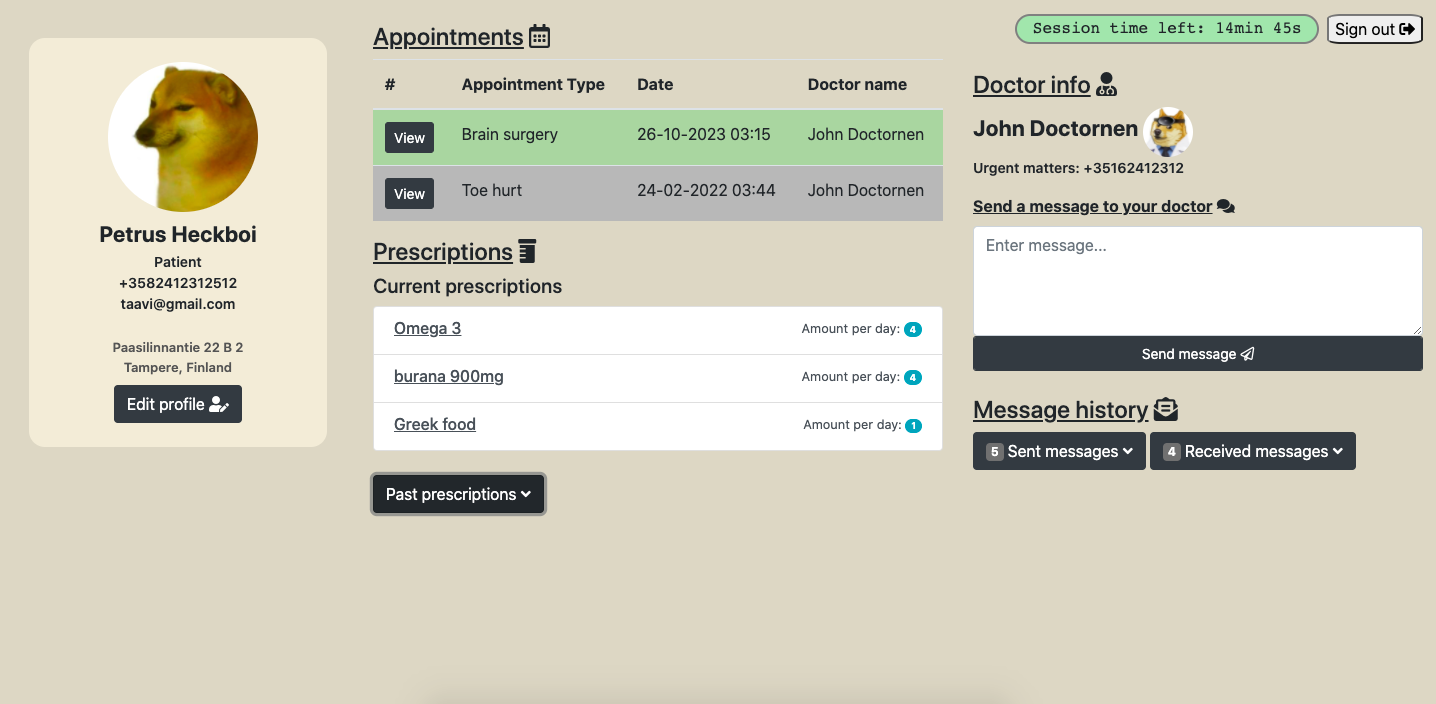 Petrus Heckboi
Patient
+3582412312512
taavi@gmail.com
Paasilinnantie 22 B 2
Tampere, Finland
Edit profile
Appointments
# Appointment Type Date Doctor name
View Brain surgery 26-10-2023 03:15 John Doctornen
View Toe hurt 24-02-2022 03:44 John Doctornen
Prescriptions
Current prescriptions
Omega 3 Amount per day: 4
burana 900mg Amount per day: 4
Greek food Amount per day: 1
Past prescriptions
Session time left: 14min 45s
Sign out
Doctor info
John Doctornen
Urgent matters: +35162412312
Send a message to your doctor
Enter message...
Send message
Message history
5 Sent messages
4 Received messages